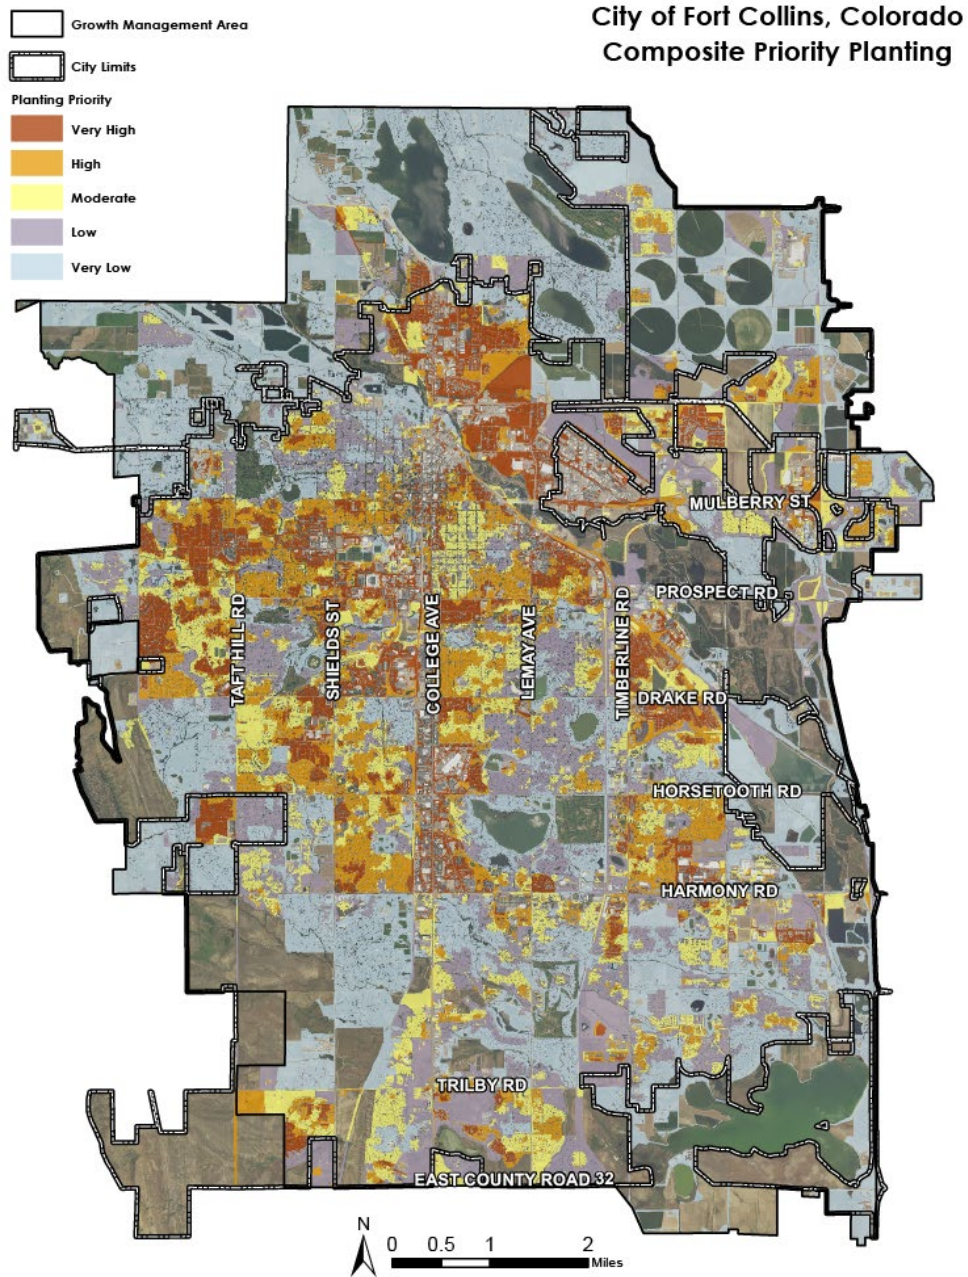 City of Fort Collins, Colorado
Composite Priority Planting
Growth Management Area
City Limits
Planting Priority
Very High
High
Moderate
Low
Very Low
MULBERRY ST
PROSPECT RD
TAFT HILL RD
SHIELDS ST
COLLEGE AVE
LEMAY AVE
TIMBERLINE RD
DRAKE RD
HORSETOOTH RD
HARMONY RD
TRILBY RD
EAST COUNTY ROAD 32
N
0 0.5 1 2
Miles